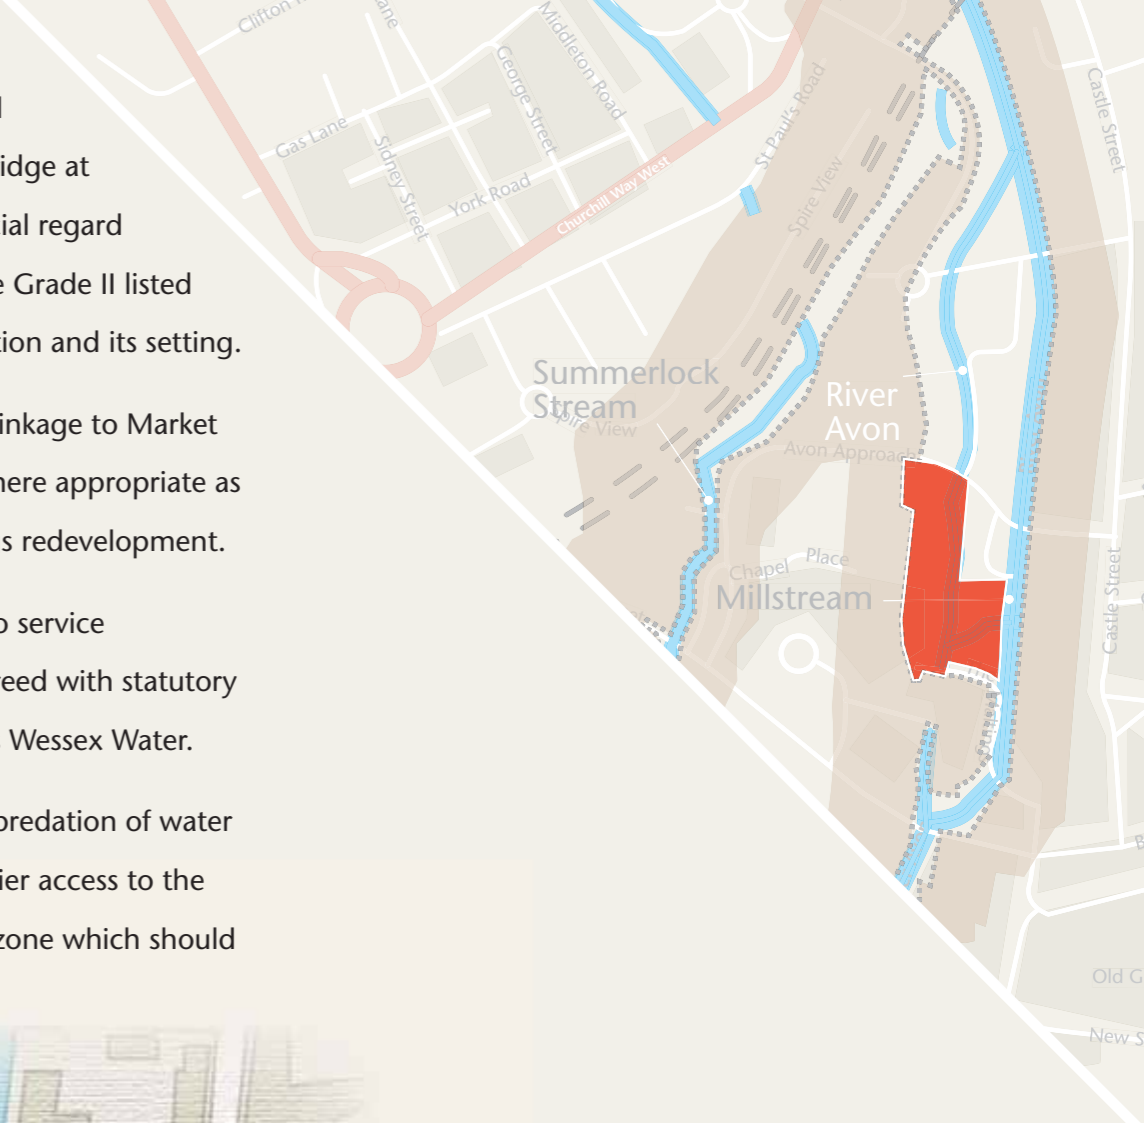 idge at
ial regard
Grade II listed
ion and its setting.
inkage to Market
here appropriate as
s redevelopment.
service
reed with statutory
Wessex Water.
predation of water
ier access to the
zone which should
Clifton
Middleton Road
George Street
Gas Lane
Sidney Street
York Road
Churchill Way West
St Paul's Road
Spire View
Castle Street
Summerlock
Stream
Spire View
River
Avon
Avon Approach
Chapel Place
Millstream
Castle Street
Old G
New S